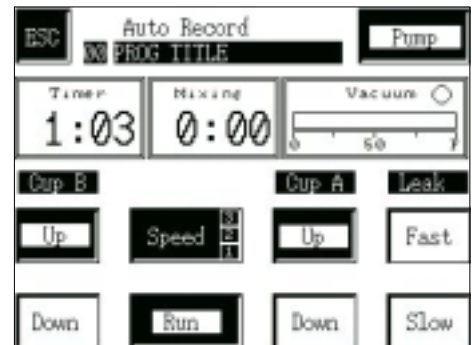 ESC Auto Record Pump
00 PROG TITLE
Timer Mixing Vacuum
1:03 0:00
0 50
Cup B Cup A Leak
Up Speed 3 2 1 Up Fast
Down Run Down Slow